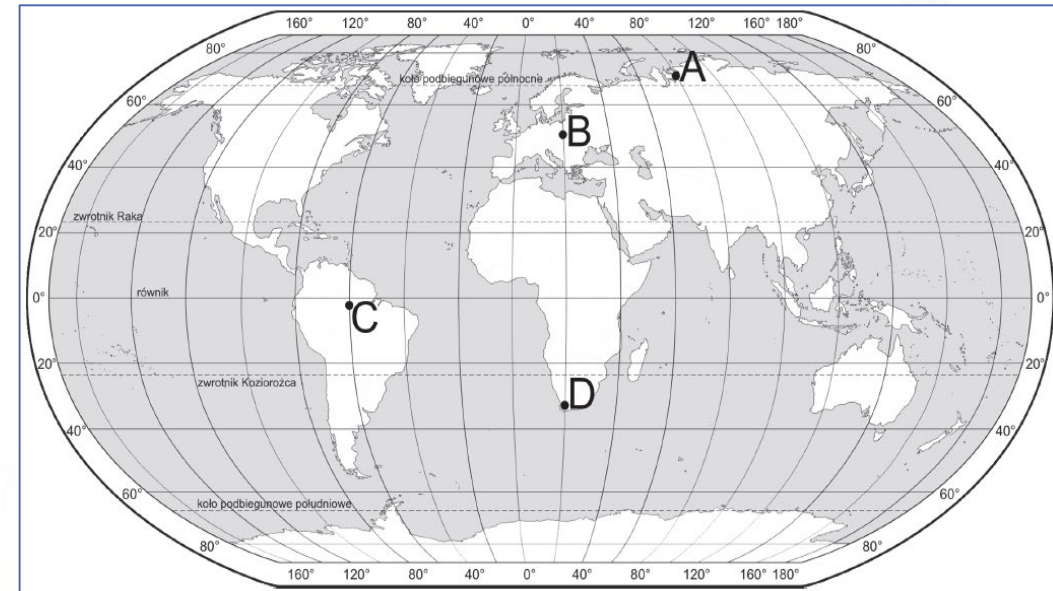 160° 120° 80° 40° 0° 40° 80° 120° 160° 180°
80° 80°
A
koło podbiegunowe północne
60° 60°
B
40° 40°
zwrotnik Raka
20° 20°
równik
0° 0°
C
20° 20°
zwrotnik Koziorożca
D
40° 40°
60° 60°
koło podbiegunowe południowe
80° 80°
160° 120° 80° 40° 0° 40° 80° 120° 160° 180°